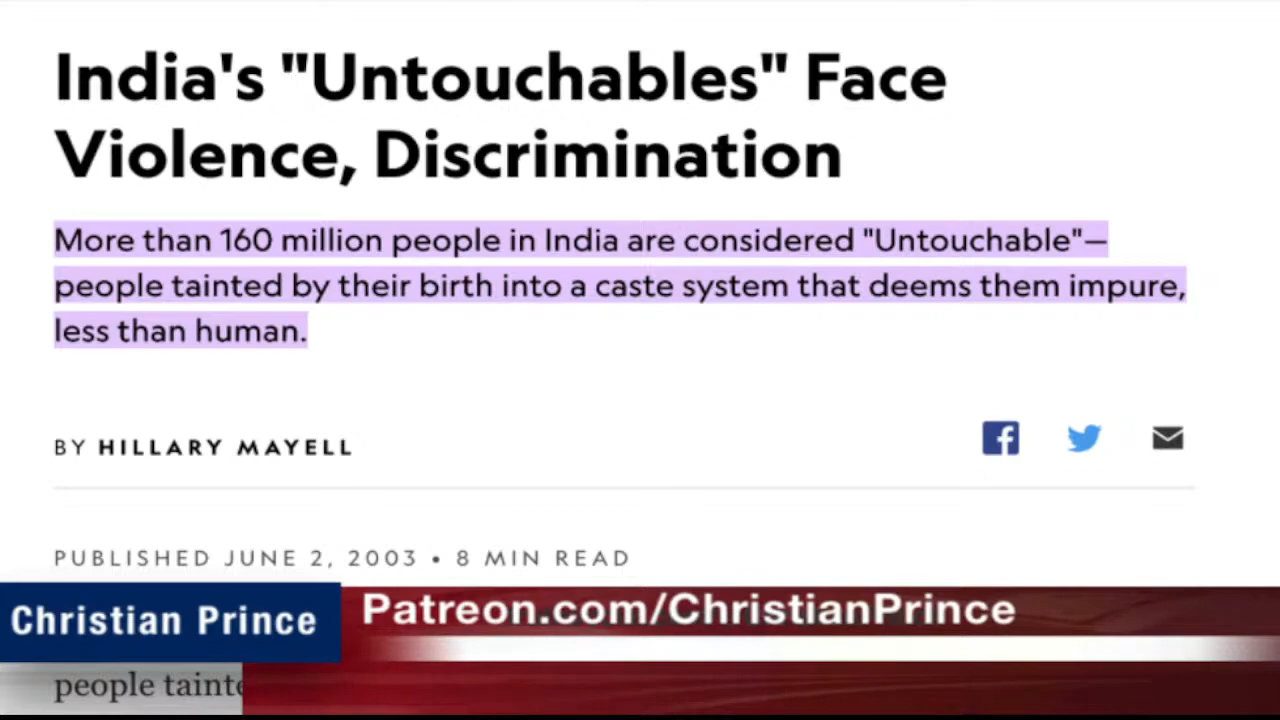 India's "Untouchables" Face
Violence, Discrimination
More than 160 million people in India are considered "Untouchable"—
people tainted by their birth into a caste system that deems them impure,
less than human.
BY HILLARY MAYELL
PUBLISHED JUNE 2, 2003 • 8 MIN READ
Christian Prince
Patreon.com/ChristianPrince
people tainte